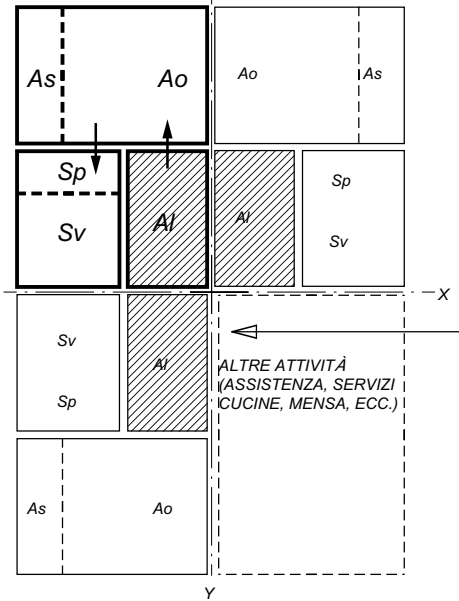 As
Ao
Ao
As
Sp
Sv
Al
Al
Sp
Sv
X
Sv
Sp
Al
ALTRE ATTIVITÀ
(ASSISTENZA, SERVIZI
CUCINE, MENSA, ECC.)
As
Ao
Y